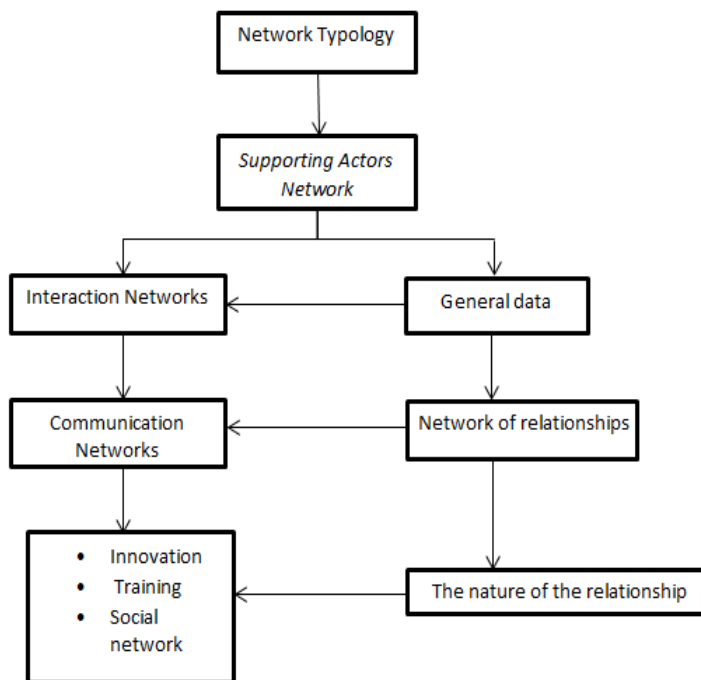 Network Typology
Supporting Actors
Network
Interaction Networks
General data
Communication
Networks
Network of relationships
• Innovation
• Training
• Social
network
The nature of the relationship